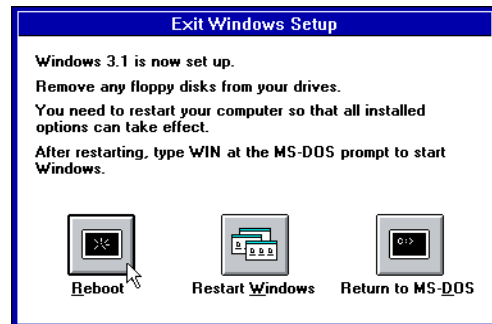 Exit Windows Setup
Windows 3.1 is now set up.
Remove any floppy disks from your drives.
You need to restart your computer so that all installed
options can take effect.
After restarting, type WIN at the MS-DOS prompt to start
Windows.
C:\>
Reboot
Restart Windows
Return to MS-DOS